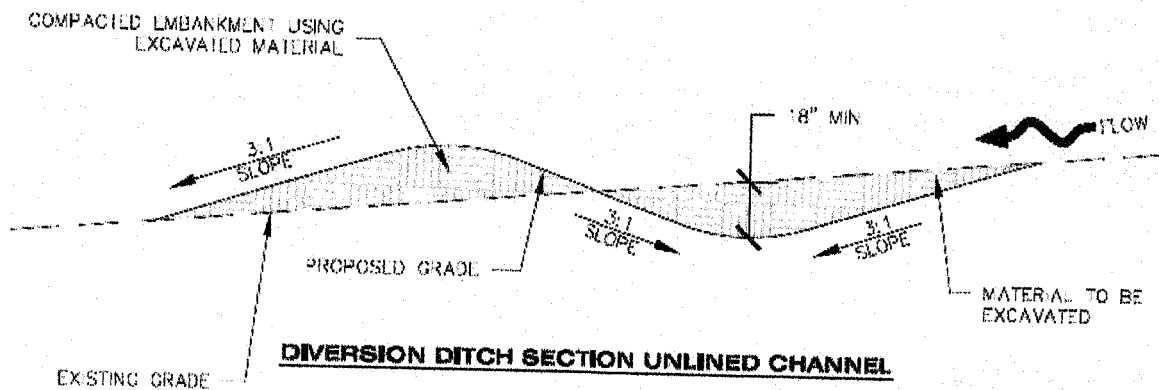 COMPACTED EMBANKMENT USING
EXCAVATED MATERIAL
18" MIN
FLOW
3:1
SLOPE
3:1
SLOPE
3:1
SLOPE
PROPOSED GRADE
MATERIAL TO BE
EXCAVATED
DIVERSION DITCH SECTION UNLINED CHANNEL
EXISTING GRADE